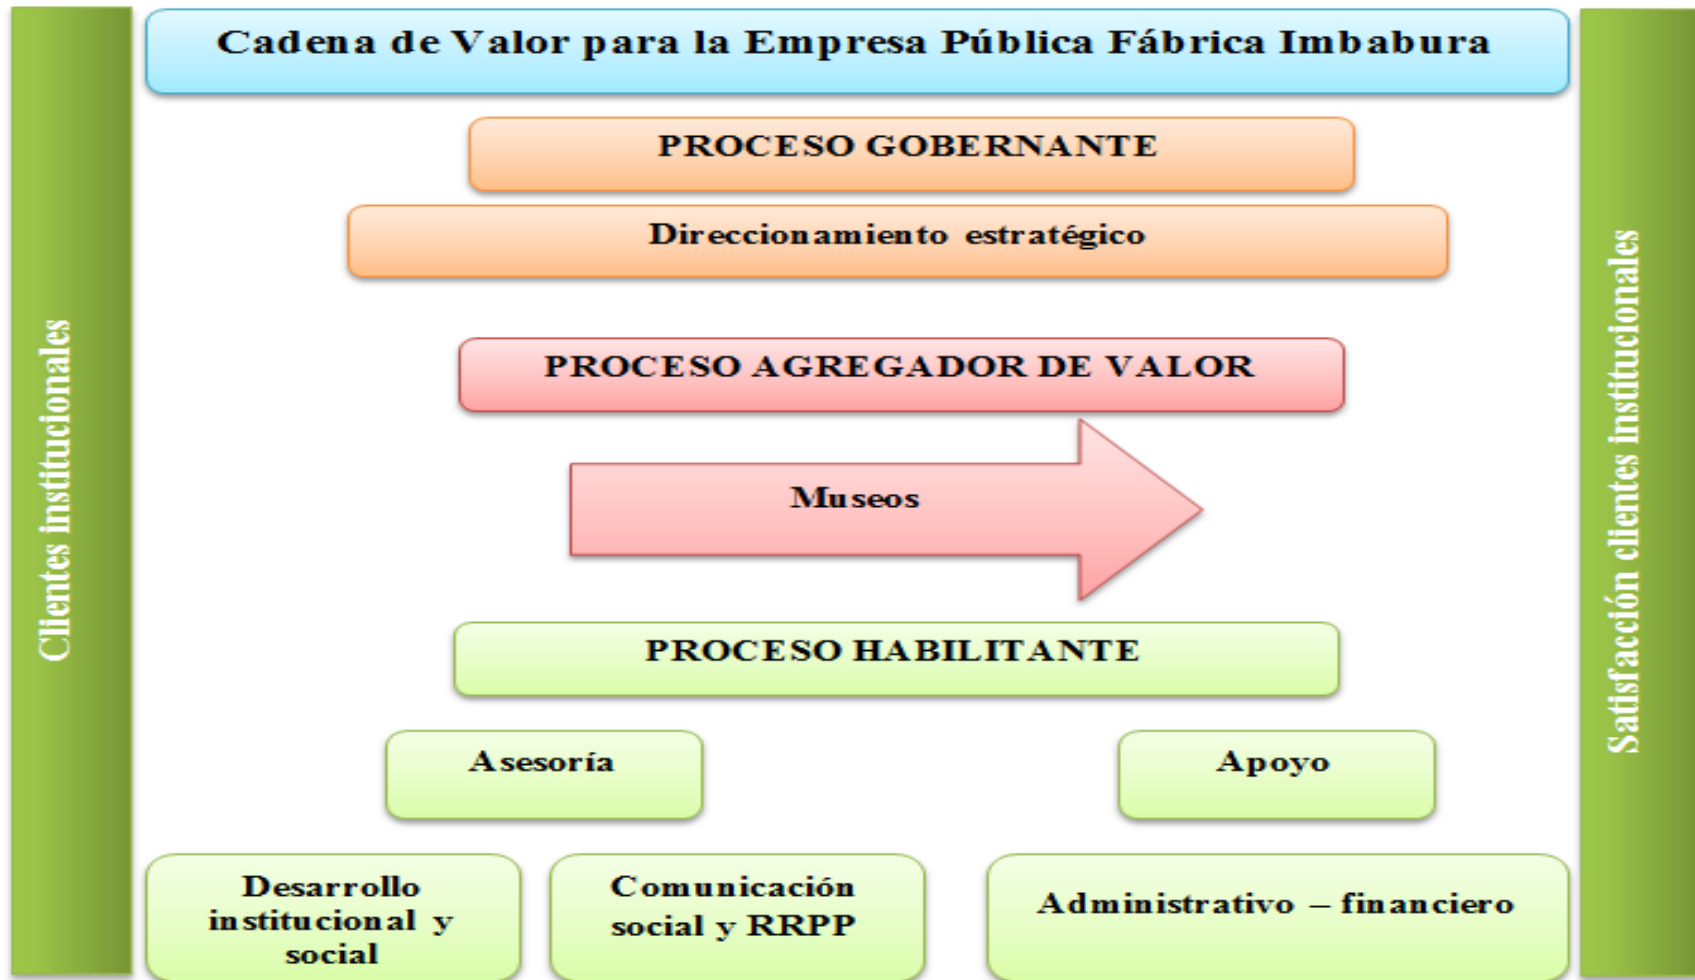 Cadena de Valor para la Empresa Pública Fábrica Imbabura
Clientes institucionales
PROCESO GOBERNANTE
Direccionamiento estratégico
PROCESO AGREGADOR DE VALOR
Museos
PROCESO HABILITANTE
Asesoría
Apoyo
Desarrollo
institucional y
social
Comunicación
social y RRPP
Administrativo – financiero
Satisfacción clientes institucionales